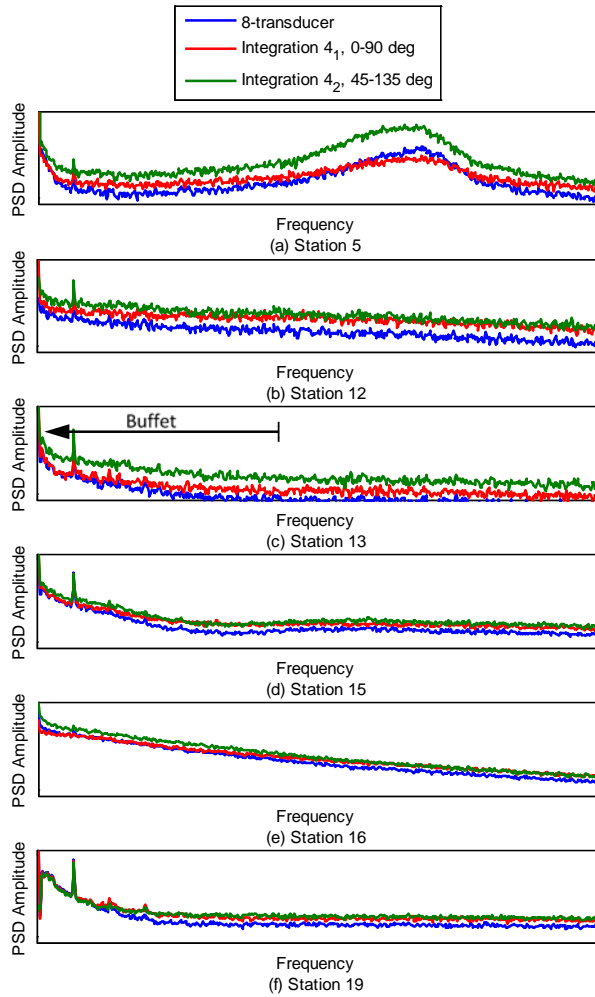 8-transducer
Integration 4₁, 0-90 deg
Integration 4₂, 45-135 deg
PSD Amplitude
Frequency
(a) Station 5
PSD Amplitude
Frequency
(b) Station 12
Buffet
PSD Amplitude
Frequency
(c) Station 13
PSD Amplitude
Frequency
(d) Station 15
PSD Amplitude
Frequency
(e) Station 16
PSD Amplitude
Frequency
(f) Station 19